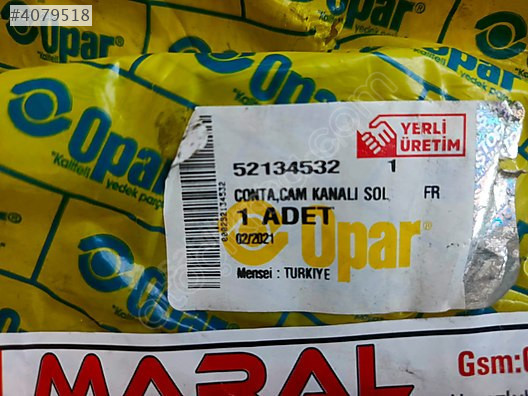 #4079518
Opar
Opar
Opar
"Kaliteli yedek parça"
Opar
YERLİ
ÜRETİM
52134532 1
CONTA,CAM KANALI SOL FR
1 ADET
02/2021
Opar
Mensei : TURKIYE
MARAL
Gsm: